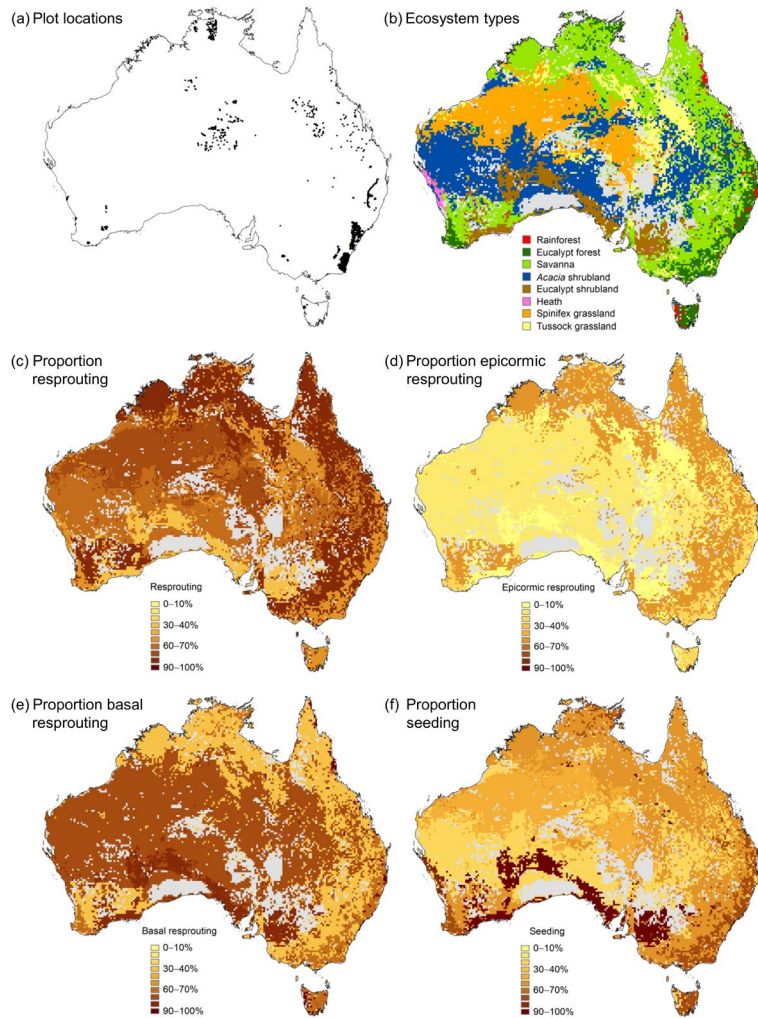 (a) Plot locations
(b) Ecosystem types
Rainforest
Eucalypt forest
Savanna
Acacia shrubland
Eucalypt shrubland
Heath
Spinifex grassland
Tussock grassland
(c) Proportion
resprouting
Resprouting
0–10%
30–40%
60–70%
90–100%
(d) Proportion epicormic
resprouting
Epicormic resprouting
0–10%
30–40%
60–70%
90–100%
(e) Proportion basal
resprouting
Basal resprouting
0–10%
30–40%
60–70%
90–100%
(f) Proportion
seeding
Seeding
0–10%
30–40%
60–70%
90–100%